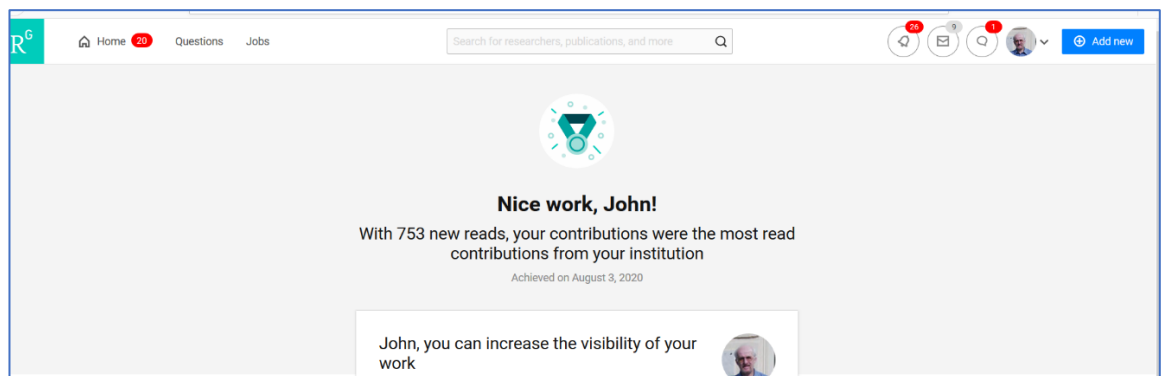 RG Home 20 Questions Jobs Search for researchers, publications, and more 26 9 1 Add new
Nice work, John!
With 753 new reads, your contributions were the most read
contributions from your institution
Achieved on August 3, 2020
John, you can increase the visibility of your
work